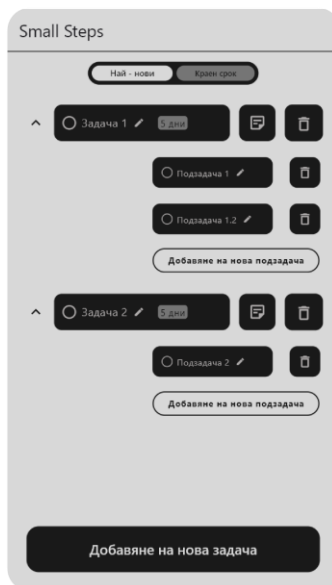 Small Steps
Най - нови Краен срок
Задача 1 5 дни
Подзадача 1
Подзадача 1.2
Добавяне на нова подзадача
Задача 2 5 дни
Подзадача 2
Добавяне на нова подзадача
Добавяне на нова задача